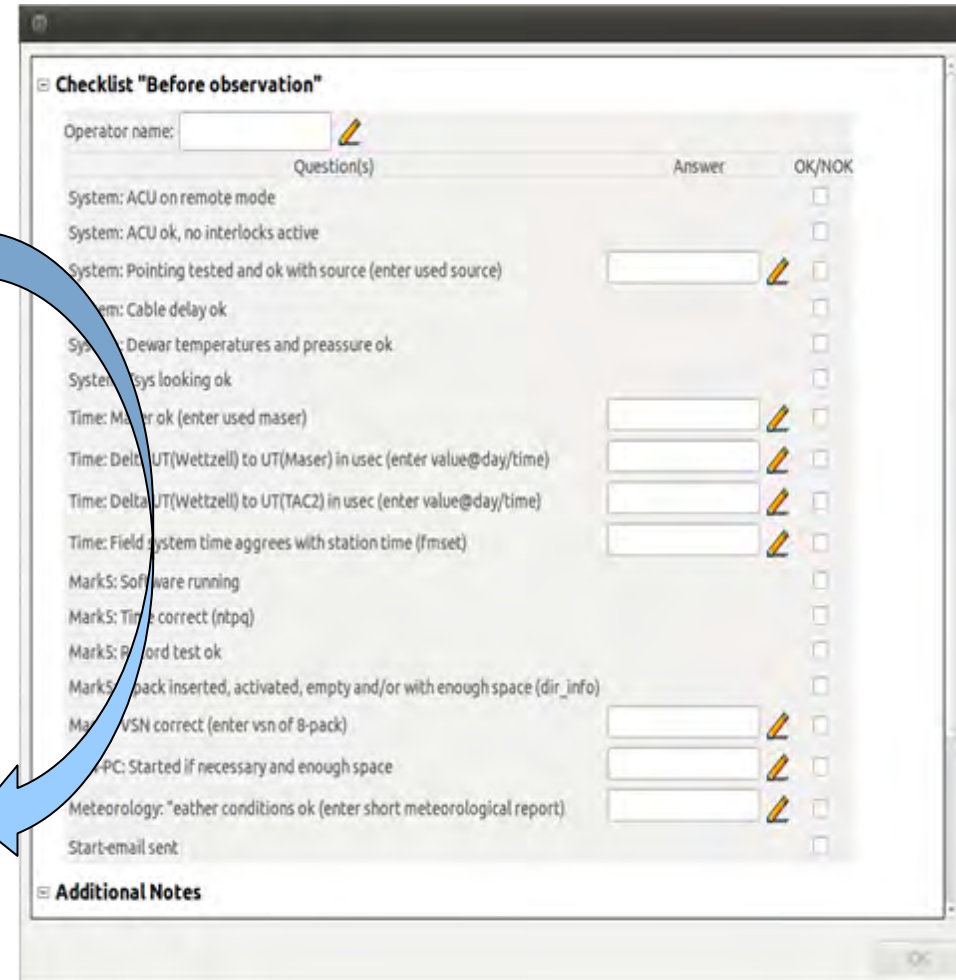 Checklist "Before observation"
Operator name:
Question(s) Answer OK/NOK
System: ACU on remote mode
System: ACU ok, no interlocks active
System: Pointing tested and ok with source (enter used source)
Cable delay ok
Dewar temperatures and preassure ok
looking ok
Time: ok (enter used maser)
Time: Delta UT(Wettzell) to UT(Maser) in usec (enter value@day/time)
Time: Delta UT(Wettzell) to UT(TAC2) in usec (enter value@day/time)
Time: Field system time aggrees with station time (fmset)
Mark5: Software running
Mark5: Time correct (ntpq)
Mark5: Record test ok
Mark5: inserted, activated, empty and/or with enough space (dir_info)
VSN correct (enter vsn of 8-pack)
Started if necessary and enough space
Meteorology: "eather conditions ok (enter short meteorological report)
Start-email sent
Additional Notes
OK